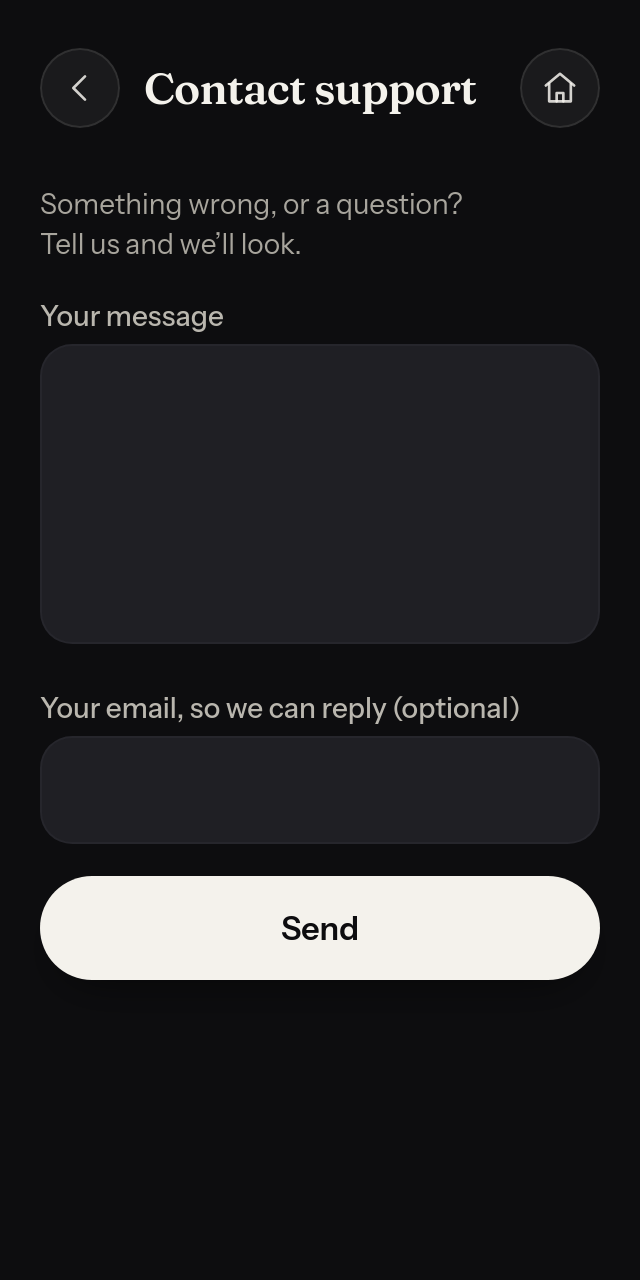 Contact support
Something wrong, or a question?
Tell us and we’ll look.
Your message
Your email, so we can reply (optional)
Send